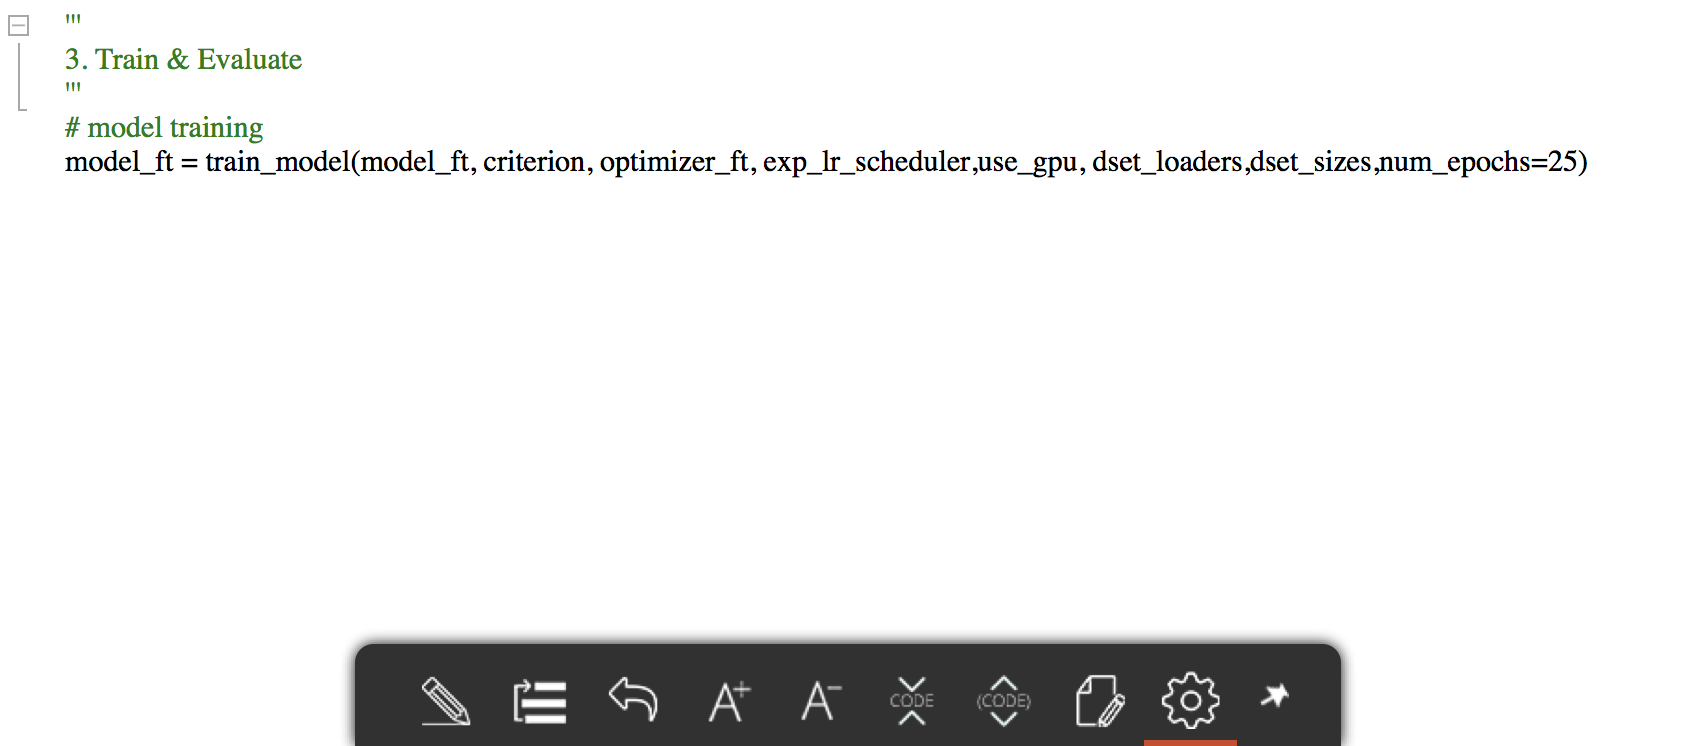 '''
3. Train & Evaluate
'''
# model training
model_ft = train_model(model_ft, criterion, optimizer_ft, exp_lr_scheduler,use_gpu, dset_loaders,dset_sizes,num_epochs=25)
A+ A- CODE (CODE)